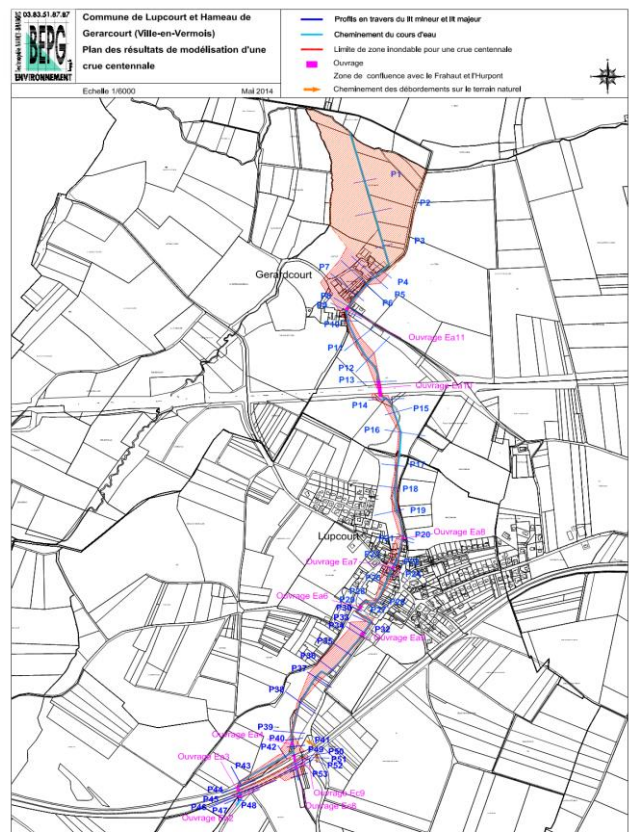 03.83.51.87.87
BEPG
ENVIRONNEMENT
Commune de Lupcourt et Hameau de
Gerarcourt (Ville-en-Vermois)
Plan des résultats de modélisation d'une
crue centennale
Echelle 1/6000
Mai 2014
Profils en travers du lit mineur et lit majeur
Cheminement du cours d'eau
Limite de zone inondable pour une crue centennale
Ouvrage
Zone de confluence avec le Frahaut et l'Hurpont
Cheminement des débordements sur le terrain naturel
P1
P2
P3
P7
Gerardcourt
P4
P5
P6
P10
P11
Ouvrage Ea11
P12
P13
Ouvrage Ea10
P14
P15
P16
P17
P18
P19
Lupcourt
P20
Ouvrage Ea7
Ouvrage Ea6
P30
P32
P35
P36
P37
P38
P39
Ouvrage Ea4
P40
P41
P42
P50
Ouvrage Ea3
P43
P51
P52
P53
P44
P45
P46
P47
P48
Ouvrage Ec9
Ouvrage Ec8